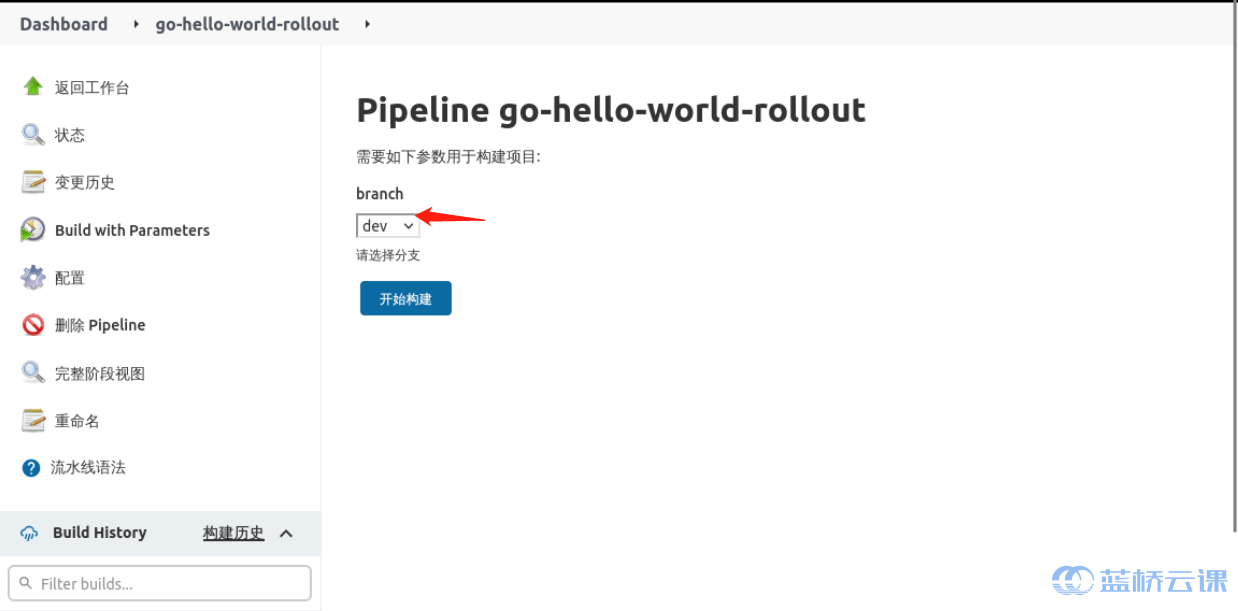 Dashboard
go-hello-world-rollout
返回工作台
状态
变更历史
Build with Parameters
配置
删除 Pipeline
完整阶段视图
重命名
流水线语法
Build History 构建历史
Filter builds...
Pipeline go-hello-world-rollout
需要如下参数用于构建项目:
branch
dev
请选择分支
开始构建
蓝桥云课